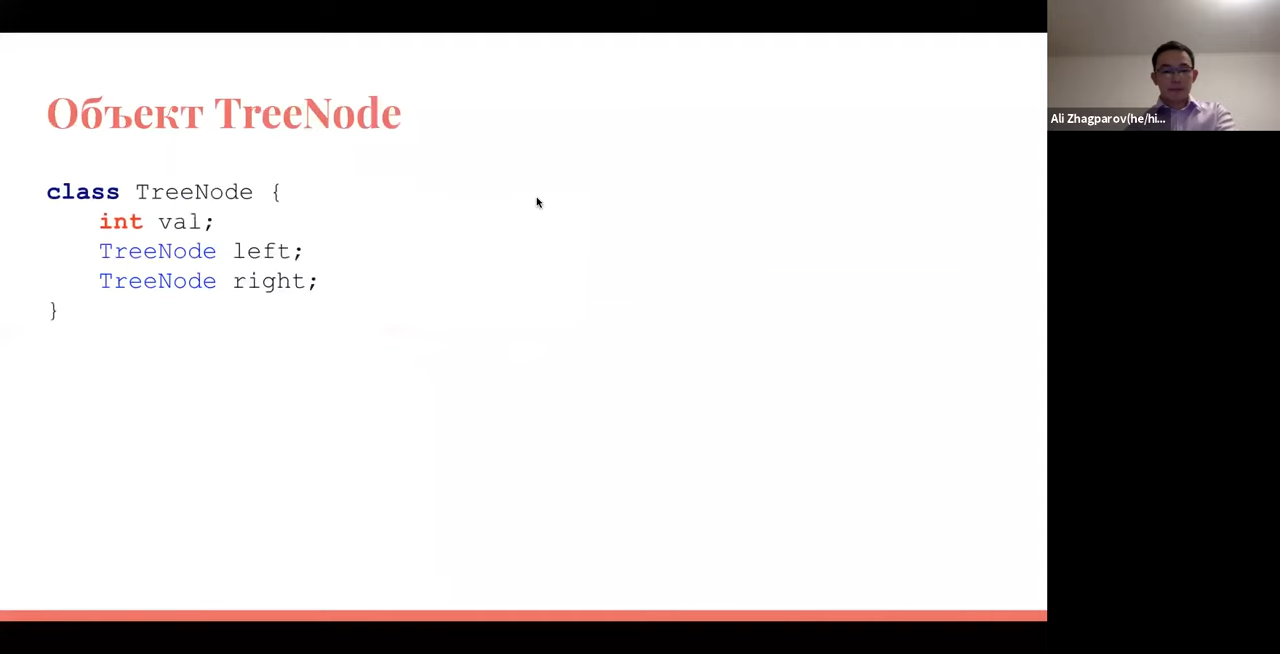 Объект TreeNode
class TreeNode {
int val;
TreeNode left;
TreeNode right;
}
Ali Zhagparov(he/hi...